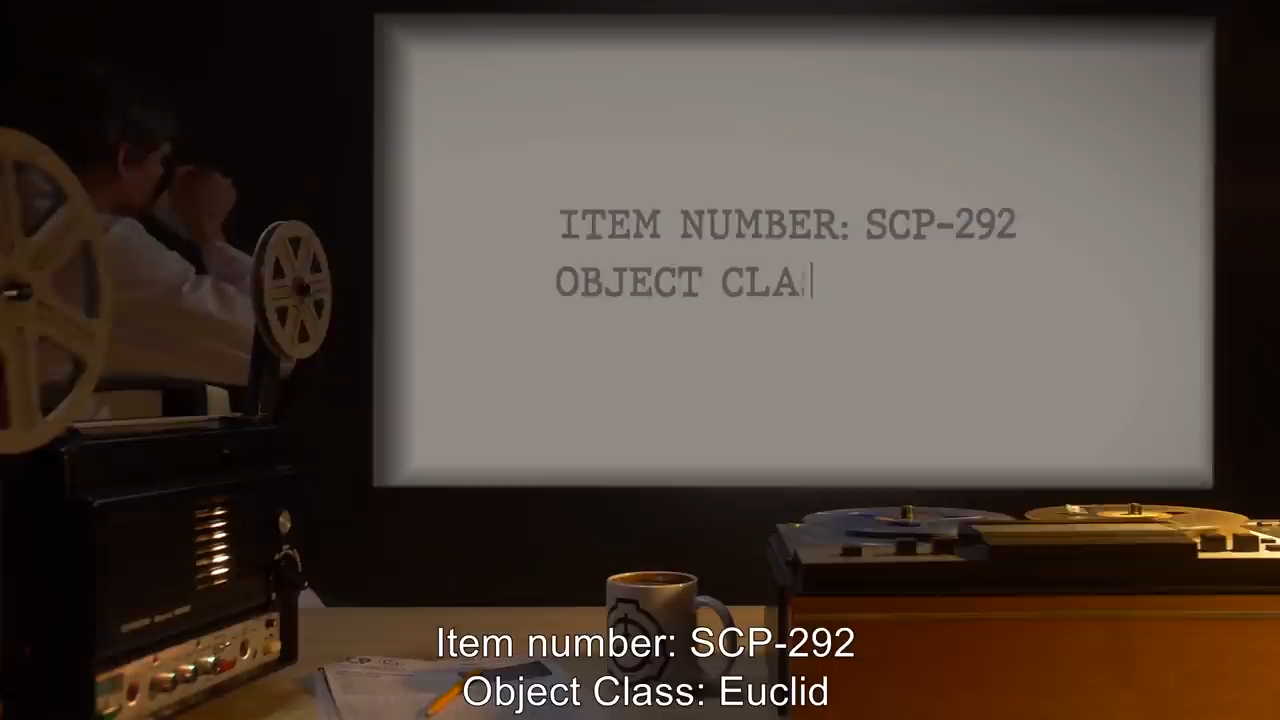 ITEM NUMBER: SCP-292
OBJECT CLA
Item number: SCP-292
Object Class: Euclid